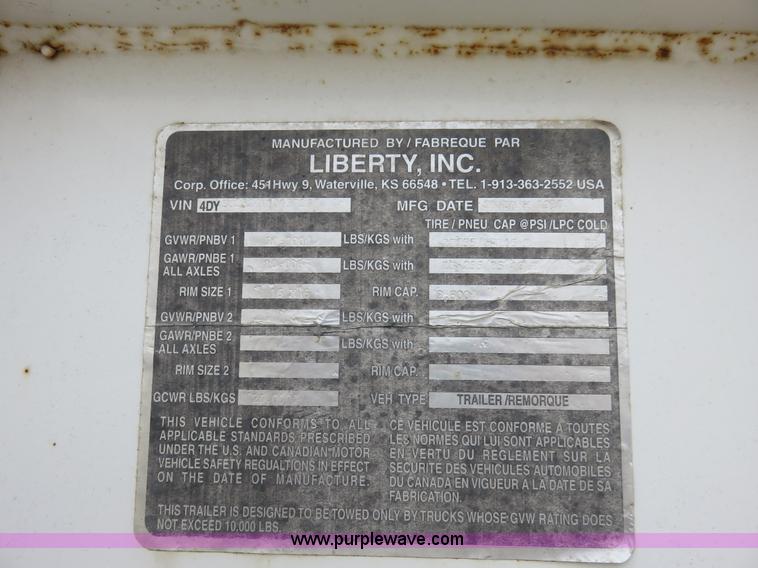 MANUFACTURED BY / FABREQUE PAR
LIBERTY, INC.
Corp. Office: 451 Hwy 9, Waterville, KS 66548 • TEL. 1-913-363-2552 USA
VIN 4DY MFG DATE
TIRE / PNEU CAP @PSI /LPC COLD
GVWR/PNBV 1 LBS/KGS with
GAWR/PNBE 1 LBS/KGS with
ALL AXLES
RIM SIZE 1 RIM CAP.
GVWR/PNBV 2 LBS/KGS with
GAWR/PNBE 2 LBS/KGS with
ALL AXLES
RIM SIZE 2 RIM CAP.
GCWR LBS/KGS VEH TYPE TRAILER /REMORQUE
THIS VEHICLE CONFORMS TO ALL
APPLICABLE STANDARDS PRESCRIBED
UNDER THE U.S. AND CANADIAN MOTOR
VEHICLE SAFETY REGUALTIONS IN EFFECT
ON THE DATE OF MANUFACTURE.
CE VEHICULE EST CONFORME A TOUTES
LES NORMES QUI LUI SONT APPLICABLES
EN VERTU DU REGLEMENT SUR LA
SECURITE DES VEHICULES AUTOMOBILES
DU CANADA EN VIGUEUR A LA DATE DE SA
FABRICATION.
THIS TRAILER IS DESIGNED TO BE TOWED ONLY BY TRUCKS WHOSE GVW RATING DOES
NOT EXCEED 10,000 LBS.
www.purplewave.com